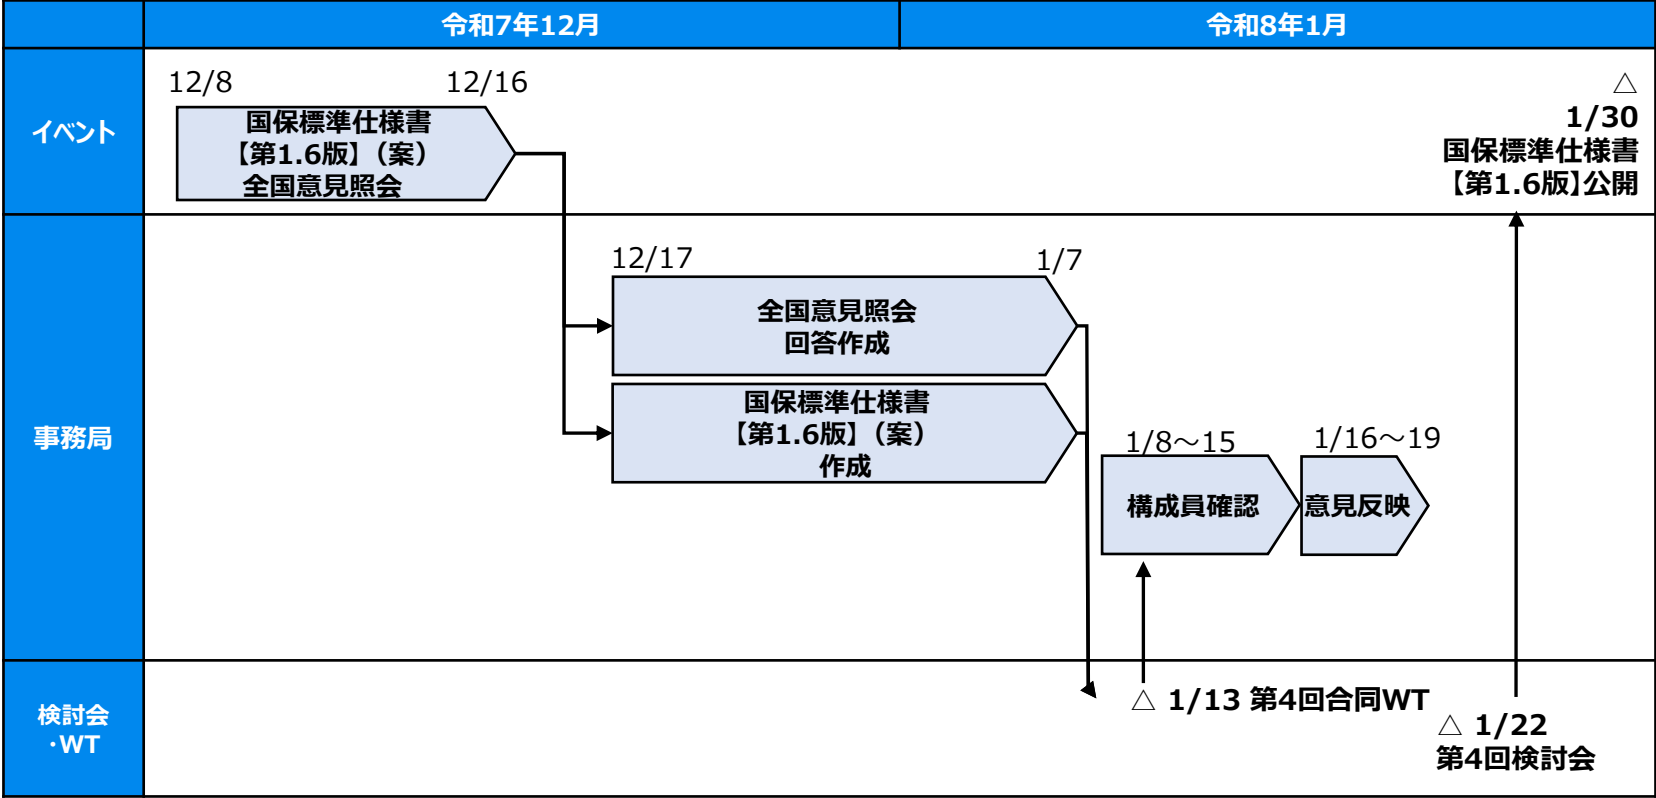 令和7年12月
令和8年1月
イベント
12/8
12/16
国保標準仕様書
【第1.6版】（案）
全国意見照会
△
1/30
国保標準仕様書
【第1.6版】公開
事務局
12/17
1/7
全国意見照会
回答作成
国保標準仕様書
【第1.6版】（案）
作成
1/8～15
構成員確認
1/16～19
意見反映
検討会
・WT
△ 1/13 第4回合同WT
△ 1/22
第4回検討会